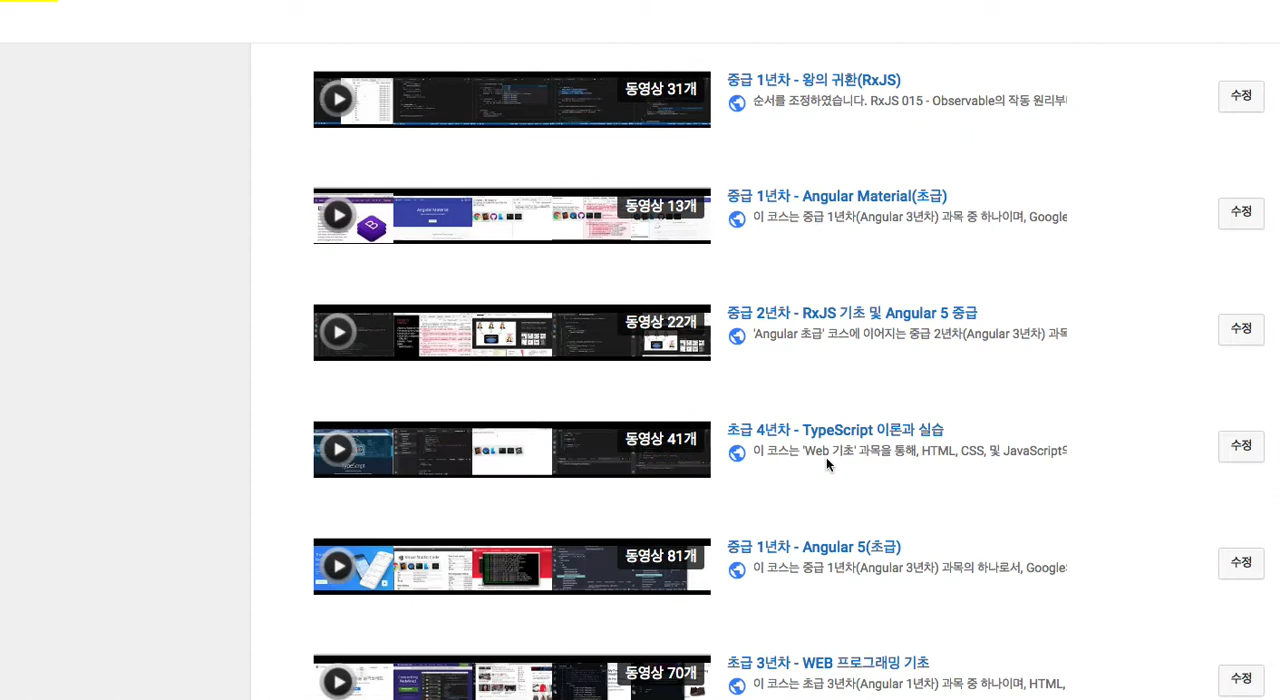 동영상 31개
중급 1년차 - 왕의 귀환(RxJS)
순서를 조정하였습니다. RxJS 015 - Observable의 작동 원리부
수정
동영상 13개
중급 1년차 - Angular Material(초급)
이 코스는 중급 1년차(Angular 3년차) 과목 중 하나이며, Google
수정
동영상 22개
중급 2년차 - RxJS 기초 및 Angular 5 중급
'Angular 초급' 코스에 이어지는 중급 2년차(Angular 3년차) 과목
수정
동영상 41개
초급 4년차 - TypeScript 이론과 실습
이 코스는 'Web 기초' 과목을 통해, HTML, CSS, 및 JavaScript의
수정
동영상 81개
중급 1년차 - Angular 5(초급)
이 코스는 중급 1년차(Angular 3년차) 과목의 하나로서, Google
수정
동영상 70개
초급 3년차 - WEB 프로그래밍 기초
이 코스는 초급 3년차(Angular 1년차) 과목 중 하나이며, HTML,
수정